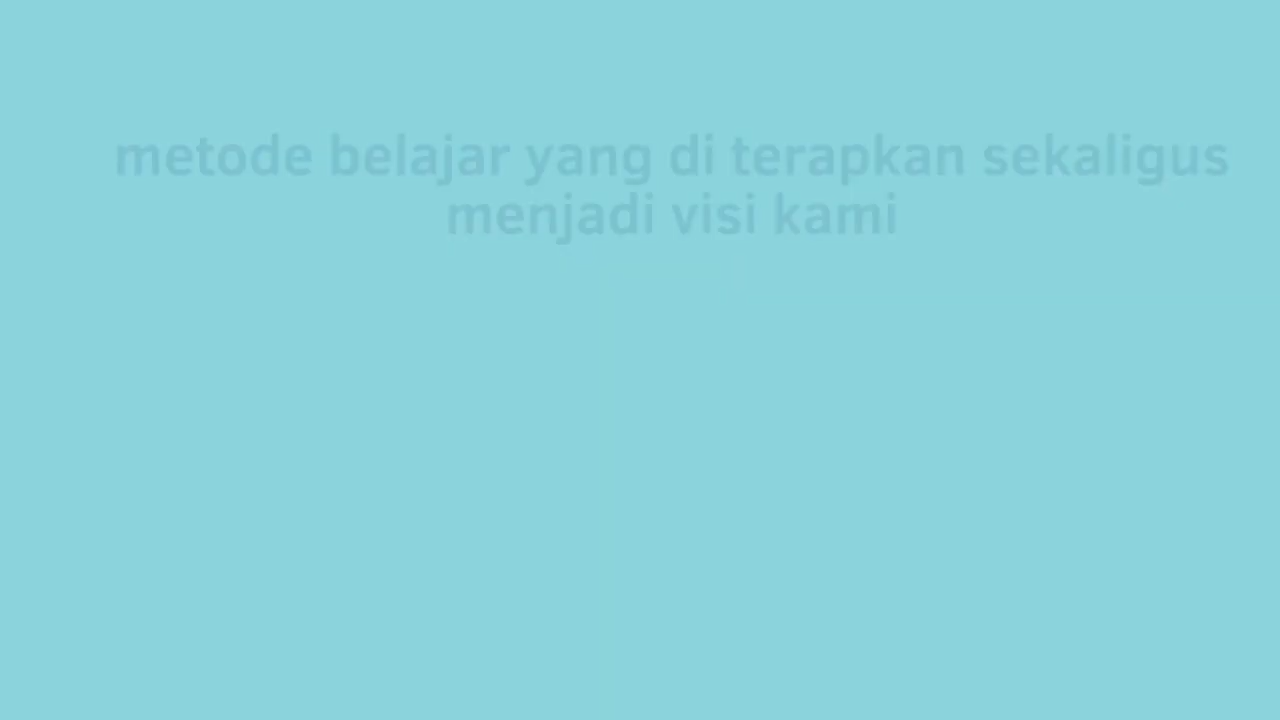 metode belajar yang di terapkan sekaligus
menjadi visi kami